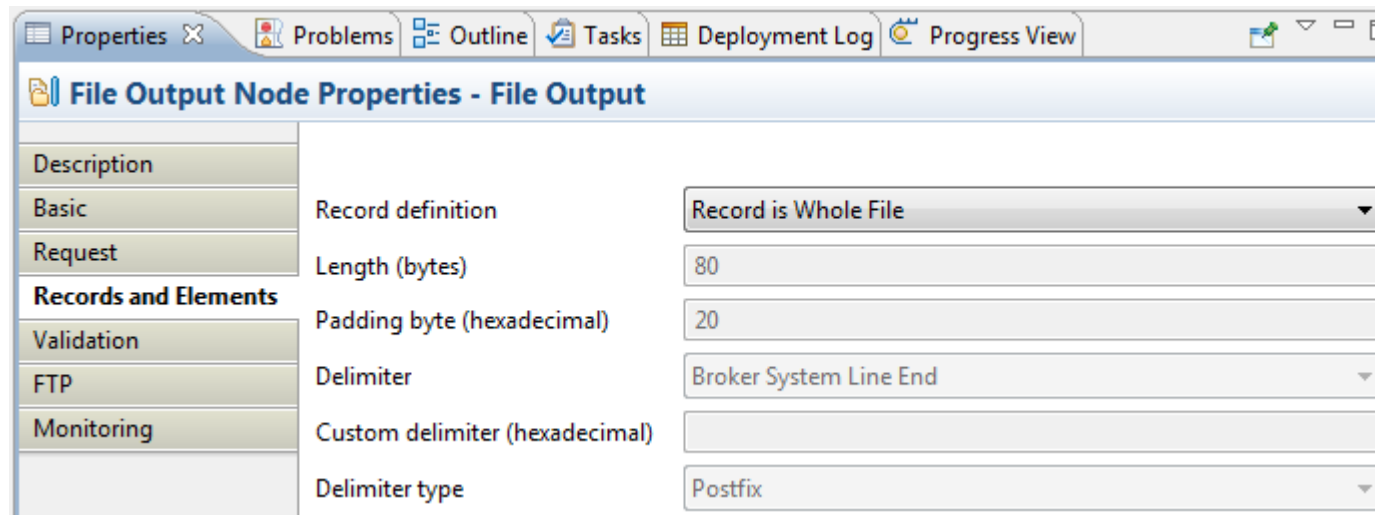 Properties Problems Outline Tasks Deployment Log Progress View
File Output Node Properties - File Output
Description
Basic
Record definition Record is Whole File
Request
Length (bytes) 80
Records and Elements
Padding byte (hexadecimal) 20
Validation
Delimiter Broker System Line End
FTP
Monitoring
Custom delimiter (hexadecimal)
Delimiter type Postfix